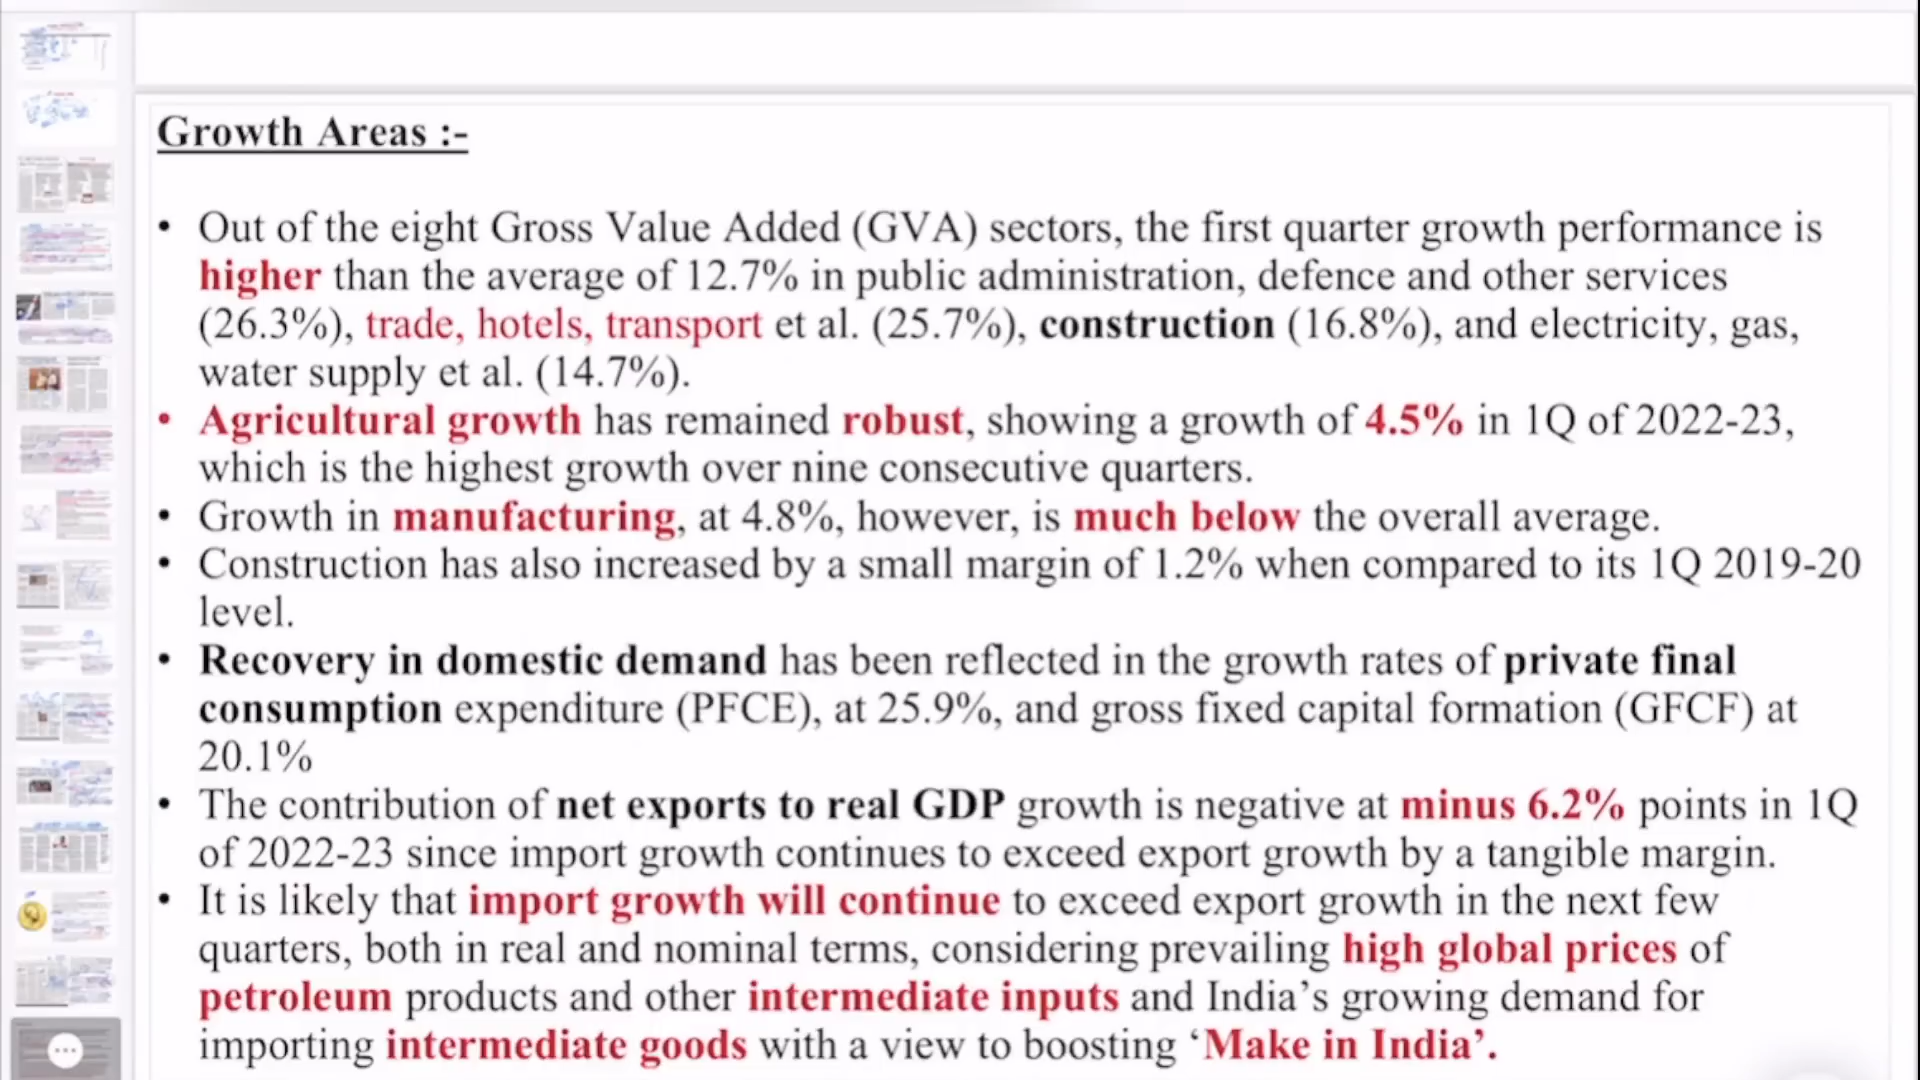 Growth Areas :-
• Out of the eight Gross Value Added (GVA) sectors, the first quarter growth performance is
higher than the average of 12.7% in public administration, defence and other services
(26.3%), trade, hotels, transport et al. (25.7%), construction (16.8%), and electricity, gas,
water supply et al. (14.7%).
• Agricultural growth has remained robust, showing a growth of 4.5% in 1Q of 2022-23,
which is the highest growth over nine consecutive quarters.
• Growth in manufacturing, at 4.8%, however, is much below the overall average.
• Construction has also increased by a small margin of 1.2% when compared to its 1Q 2019-20
level.
• Recovery in domestic demand has been reflected in the growth rates of private final
consumption expenditure (PFCE), at 25.9%, and gross fixed capital formation (GFCF) at
20.1%
• The contribution of net exports to real GDP growth is negative at minus 6.2% points in 1Q
of 2022-23 since import growth continues to exceed export growth by a tangible margin.
• It is likely that import growth will continue to exceed export growth in the next few
quarters, both in real and nominal terms, considering prevailing high global prices of
petroleum products and other intermediate inputs and India’s growing demand for
importing intermediate goods with a view to boosting ‘Make in India’.